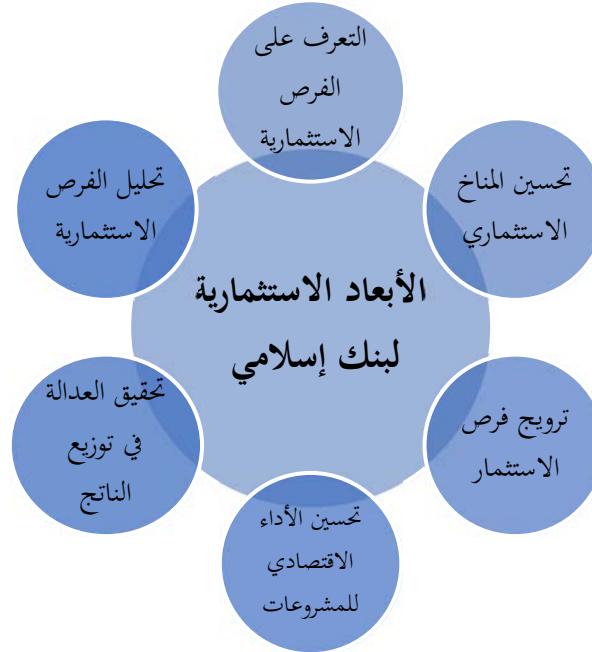 التعرف على
الفرص
الاستثمارية
تحسين المناخ
الاستثماري
ترويج فرص
الاستثمار
تحسين الأداء
الاقتصادي
للمشروعات
تحقيق العدالة
في توزيع
الناتج
تحليل الفرص
الاستثمارية
الأبعاد الاستثمارية
لبنك إسلامي